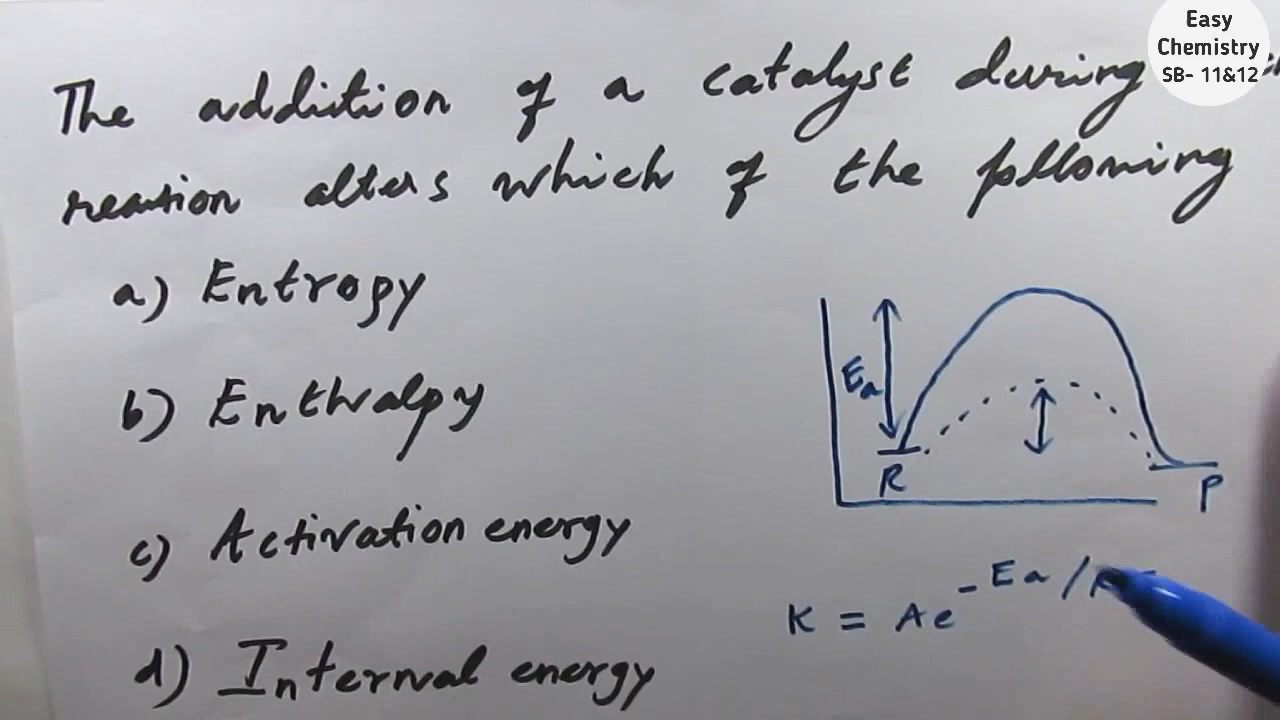 Easy
Chemistry
SB- 11&12
The addition of a catalyst during
reaction alters which of the following
a) Entropy
b) Enthalpy
c) Activation energy
d) Internal energy
Ea
R
P
K = Ae^-Ea/R